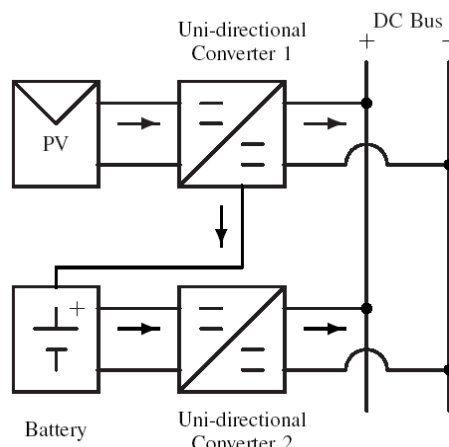 Uni-directional
Converter 1
DC Bus
+
-
PV
+
Battery
Uni-directional
Converter 2